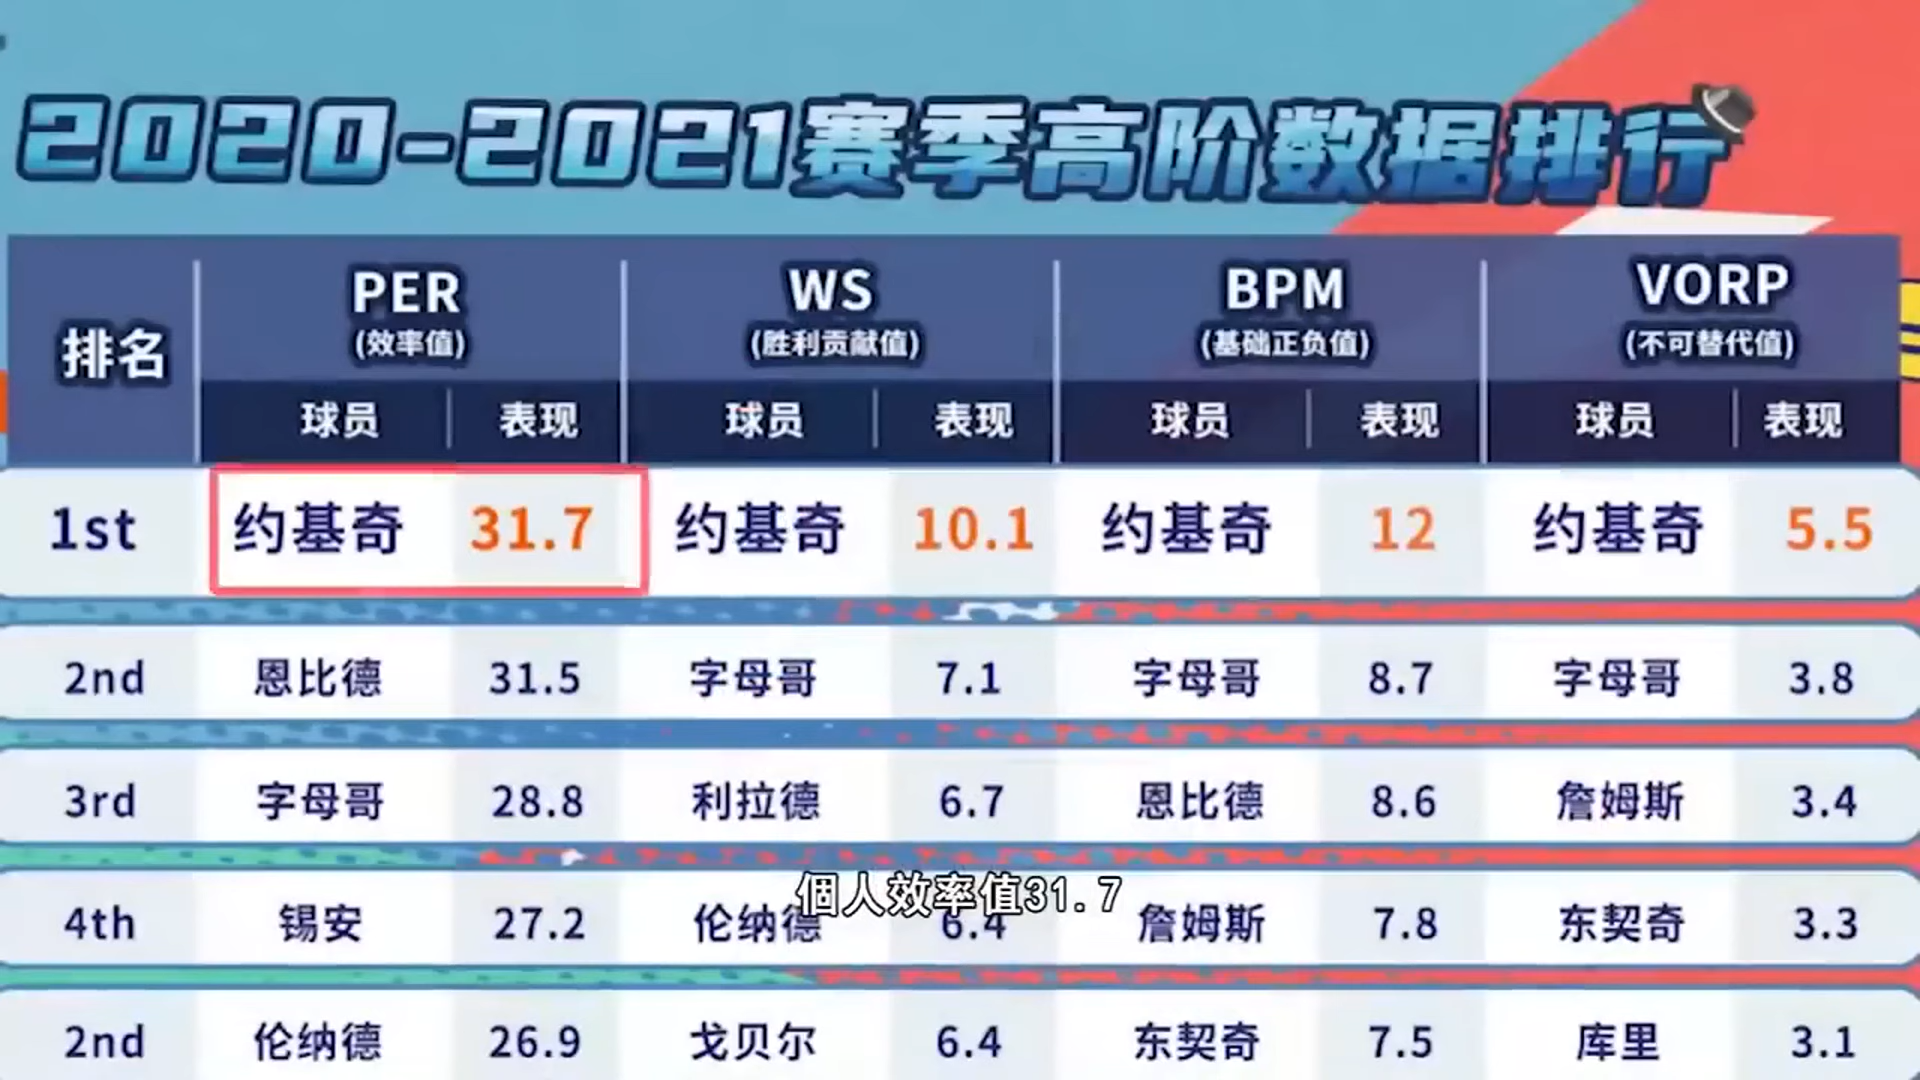 2020-2021赛季高阶数据排行
排名 PER WS BPM VORP
(效率值) (胜利贡献值) (基础正负值) (不可替代值)
球员 表现 球员 表现 球员 表现 球员 表现
1st 约基奇 31.7 约基奇 10.1 约基奇 12 约基奇 5.5
2nd 恩比德 31.5 字母哥 7.1 字母哥 8.7 字母哥 3.8
3rd 字母哥 28.8 利拉德 6.7 恩比德 8.6 詹姆斯 3.4
個人效率值31.7
4th 锡安 27.2 伦纳德 6.4 詹姆斯 7.8 东契奇 3.3
2nd 伦纳德 26.9 戈贝尔 6.4 东契奇 7.5 库里 3.1